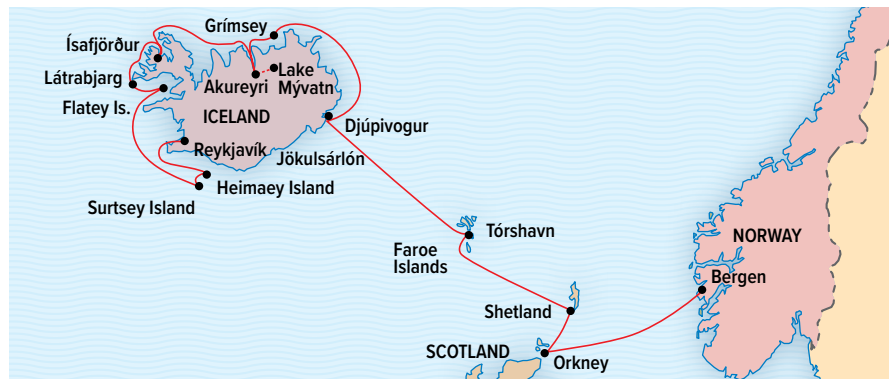 Grímsey
Ísafjörður
Látrabjarg
Flatey Is.
Akureyri
Lake
Mývatn
ICELAND
Djúpivogur
Reykjavík
Jökulsárlón
Heimaey Island
Surtsey Island
Tórshavn
Faroe
Islands
NORWAY
Bergen
Shetland
SCOTLAND
Orkney